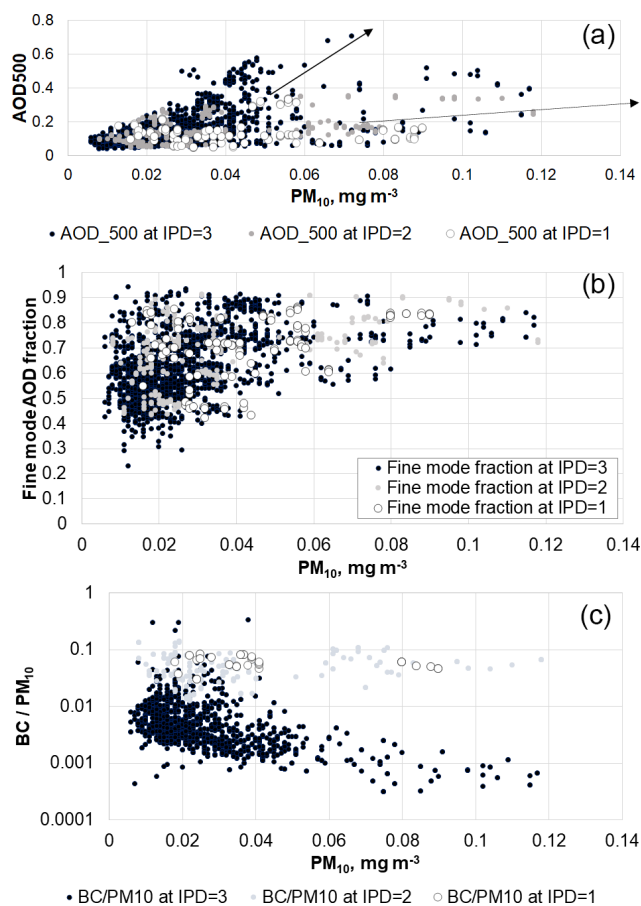 (a)
AOD500
0.8
0.6
0.4
0.2
0
0 0.02 0.04 0.06 0.08 0.1 0.12 0.14
PM10, mg m-3
AOD_500 at IPD=3 AOD_500 at IPD=2 AOD_500 at IPD=1
(b)
Fine mode AOD fraction
1
0.9
0.8
0.7
0.6
0.5
0.4
0.3
0.2
0.1
0
Fine mode fraction at IPD=3
Fine mode fraction at IPD=2
Fine mode fraction at IPD=1
0 0.02 0.04 0.06 0.08 0.1 0.12 0.14
PM10, mg m-3
(c)
BC / PM10
1
0.1
0.01
0.001
0.0001
0 0.02 0.04 0.06 0.08 0.1 0.12 0.14
PM10, mg m-3
BC/PM10 at IPD=3 BC/PM10 at IPD=2 BC/PM10 at IPD=1